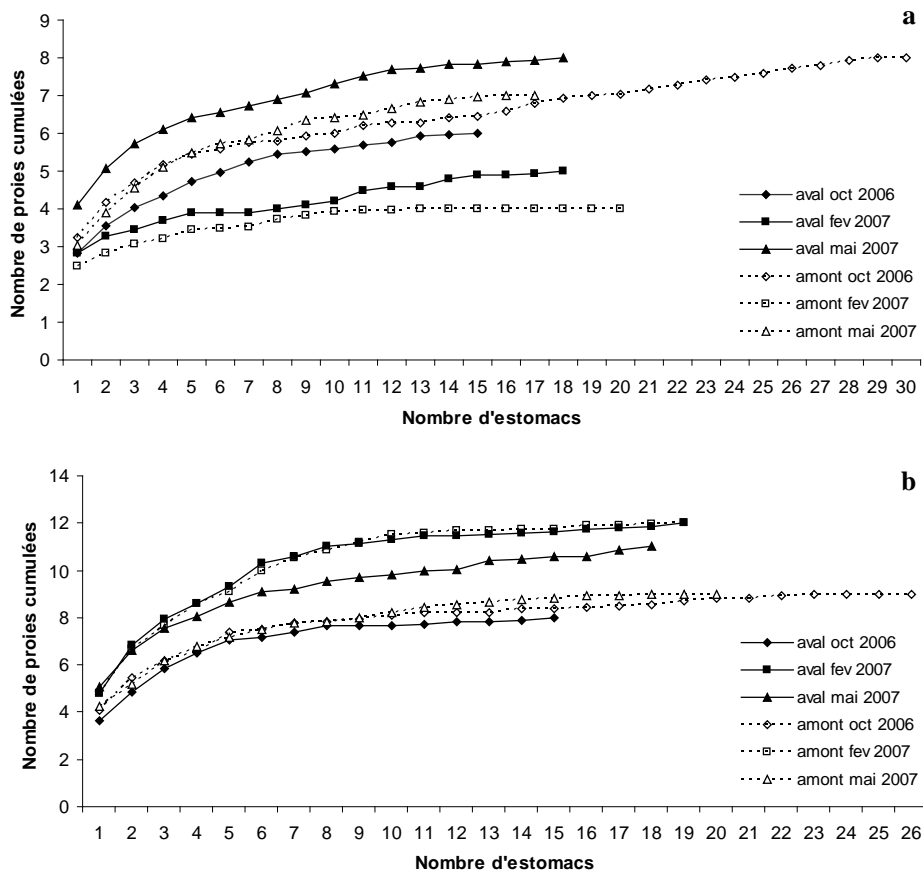 a
Nombre de proies cumulées
9
8
7
6
5
4
3
2
1
0
aval oct 2006
aval fev 2007
aval mai 2007
amont oct 2006
amont fev 2007
amont mai 2007
1 2 3 4 5 6 7 8 9 10 11 12 13 14 15 16 17 18 19 20 21 22 23 24 25 26 27 28 29 30
Nombre d'estomacs
b
Nombre de proies cumulées
14
12
10
8
6
4
2
0
aval oct 2006
aval fev 2007
aval mai 2007
amont oct 2006
amont fev 2007
amont mai 2007
1 2 3 4 5 6 7 8 9 10 11 12 13 14 15 16 17 18 19 20 21 22 23 24 25 26
Nombre d'estomacs